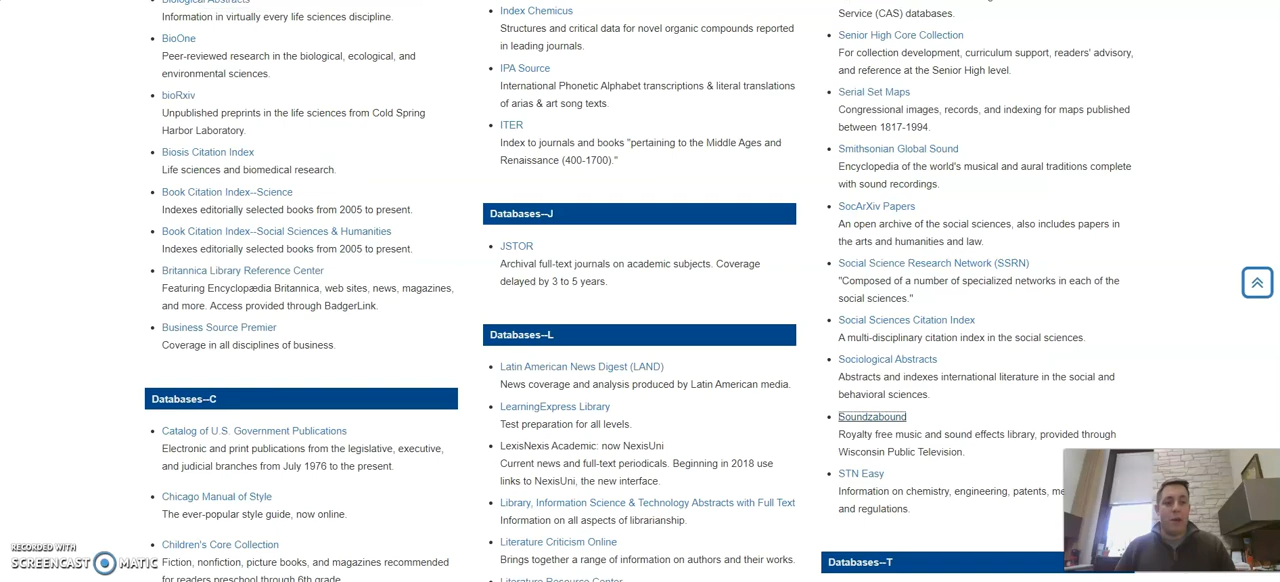 Biological Abstracts
Information in virtually every life sciences discipline.
BioOne
Peer-reviewed research in the biological, ecological, and
environmental sciences.
bioRxiv
Unpublished preprints in the life sciences from Cold Spring
Harbor Laboratory.
Biosis Citation Index
Life sciences and biomedical research.
Book Citation Index--Science
Indexes editorially selected books from 2005 to present.
Book Citation Index--Social Sciences & Humanities
Indexes editorially selected books from 2005 to present.
Britannica Library Reference Center
Featuring Encyclopædia Britannica, web sites, news, magazines,
and more. Access provided through BadgerLink.
Business Source Premier
Coverage in all disciplines of business.
Databases--C
Catalog of U.S. Government Publications
Electronic and print publications from the legislative, executive,
and judicial branches from July 1976 to the present.
Chicago Manual of Style
The ever-popular style guide, now online.
Children's Core Collection
Fiction, nonfiction, picture books, and magazines recommended
for readers preschool through 6th grade.
Index Chemicus
Structures and critical data for novel organic compounds reported
in leading journals.
IPA Source
International Phonetic Alphabet transcriptions & literal translations
of arias & art song texts.
ITER
Index to journals and books "pertaining to the Middle Ages and
Renaissance (400-1700)."
Databases--J
JSTOR
Archival full-text journals on academic subjects. Coverage
delayed by 3 to 5 years.
Databases--L
Latin American News Digest (LAND)
News coverage and analysis produced by Latin American media.
LearningExpress Library
Test preparation for all levels.
LexisNexis Academic: now NexisUni
Current news and full-text periodicals. Beginning in 2018 use
links to NexisUni, the new interface.
Library, Information Science & Technology Abstracts with Full Text
Information on all aspects of librarianship.
Literature Criticism Online
Brings together a range of information on authors and their works.
Literature Resource Center
Service (CAS) databases.
Senior High Core Collection
For collection development, curriculum support, readers' advisory,
and reference at the Senior High level.
Serial Set Maps
Congressional images, records, and indexing for maps published
between 1817-1994.
Smithsonian Global Sound
Encyclopedia of the world's musical and aural traditions complete
with sound recordings.
SocArXiv Papers
An open archive of the social sciences, also includes papers in
the arts and humanities and law.
Social Science Research Network (SSRN)
"Composed of a number of specialized networks in each of the
social sciences."
Social Sciences Citation Index
A multi-disciplinary citation index in the social sciences.
Sociological Abstracts
Abstracts and indexes international literature in the social and
behavioral sciences.
Soundzabound
Royalty free music and sound effects library, provided through
Wisconsin Public Television.
STN Easy
Information on chemistry, engineering, patents, me
and regulations.
Databases--T
RECORDED WITH
SCREENCAST MATIC